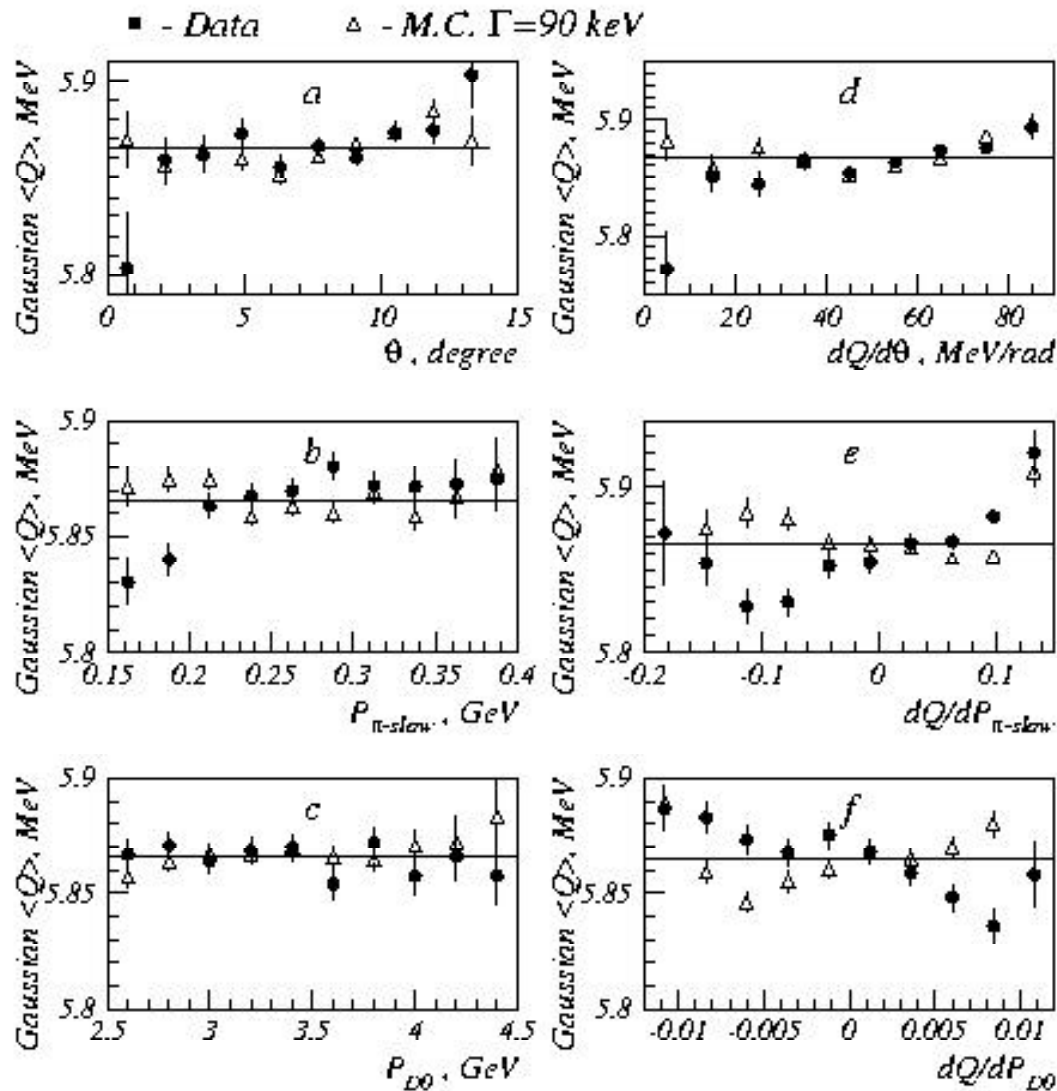 ■ - Data △ - M.C. Γ=90 keV
Gaussian <Q>, MeV
5.9
5.8
a
0 5 10 15
θ , degree
Gaussian <Q>, MeV
5.9
5.8
d
0 20 40 60 80
dQ/dθ , MeV/rad
Gaussian <Q>, MeV
5.9
5.85
5.8
b
0.15 0.2 0.25 0.3 0.35 0.4
P π-slow , GeV
Gaussian <Q>, MeV
5.9
5.8
e
-0.2 -0.1 0 0.1
dQ/dP π-slow
Gaussian <Q>, MeV
5.9
5.85
5.8
c
2.5 3 3.5 4 4.5
P D0 , GeV
Gaussian <Q>, MeV
5.9
5.85
5.8
f
-0.01 -0.005 0 0.005 0.01
dQ/dP D0